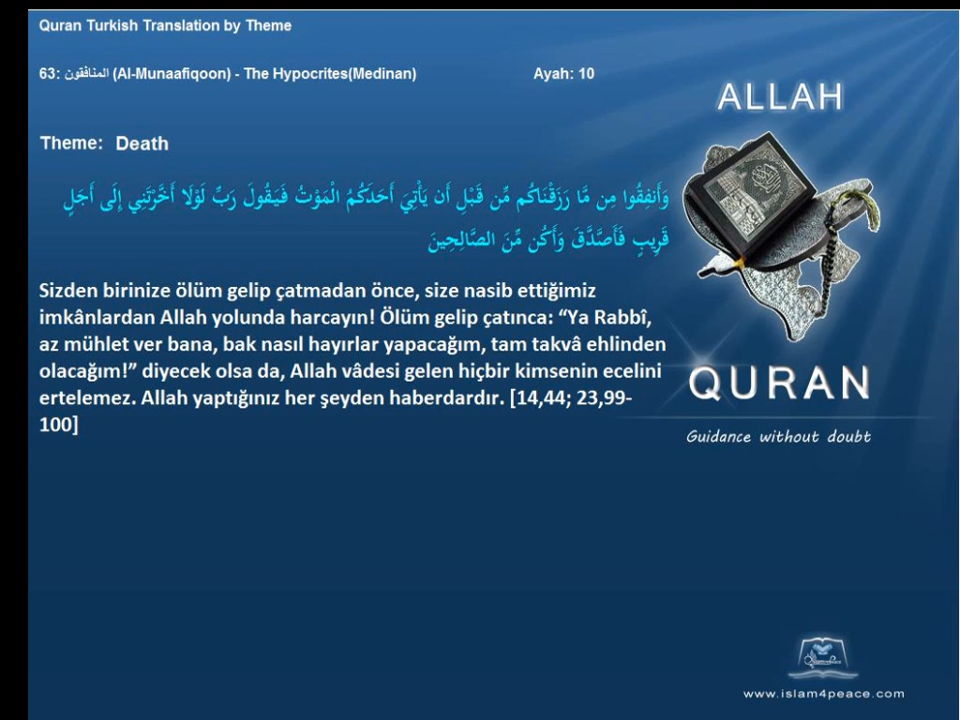 Quran Turkish Translation by Theme
63: المنافقون (Al-Munaafiqoon) - The Hypocrites(Medinan) Ayah: 10
ALLAH
Theme: Death
وَأَنفِقُوا مِن مَّا رَزَقْنَاكُم مِّن قَبْلِ أَن يَأْتِيَ أَحَدَكُمُ الْمَوْتُ فَيَقُولَ رَبِّ لَوْلَا أَخَّرْتَنِي إِلَى أَجَلٍ
قَرِيبٍ فَأَصَّدَّقَ وَأَكُن مِّنَ الصَّالِحِينَ
Sizden birinize ölüm gelip çatmadan önce, size nasib ettiğimiz
imkânlardan Allah yolunda harcayın! Ölüm gelip çatınca: “Ya Rabbî,
az mühlet ver bana, bak nasıl hayırlar yapacağım, tam takvâ ehlinden
olacağım!” diyecek olsa da, Allah vâdesi gelen hiçbir kimsenin ecelini
ertelemez. Allah yaptığınız her şeyden haberdardır. [14,44; 23,99-
100]
QURAN
Guidance without doubt
www.islam4peace.com